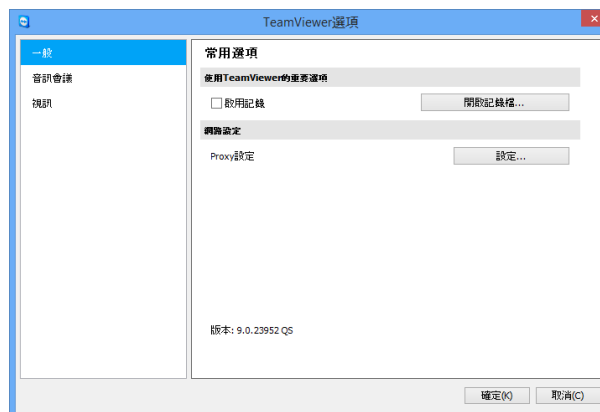 TeamViewer選項
一般
音訊會議
視訊
常用選項
使用TeamViewer的重要選項
啟用記錄
開啟記錄檔...
網路設定
Proxy設定
設定...
版本: 9.0.23952 QS
確定(K)
取消(C)